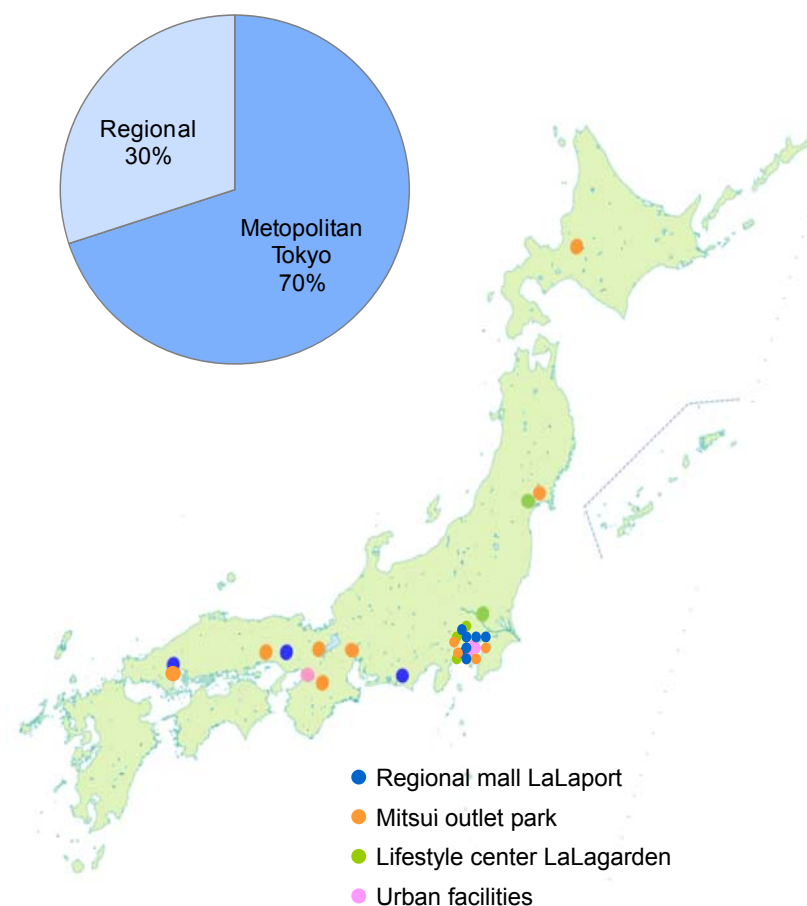 Regional
30%
Metopolitan
Tokyo
70%
Regional mall LaLaport
Mitsui outlet park
Lifestyle center LaLagarden
Urban facilities